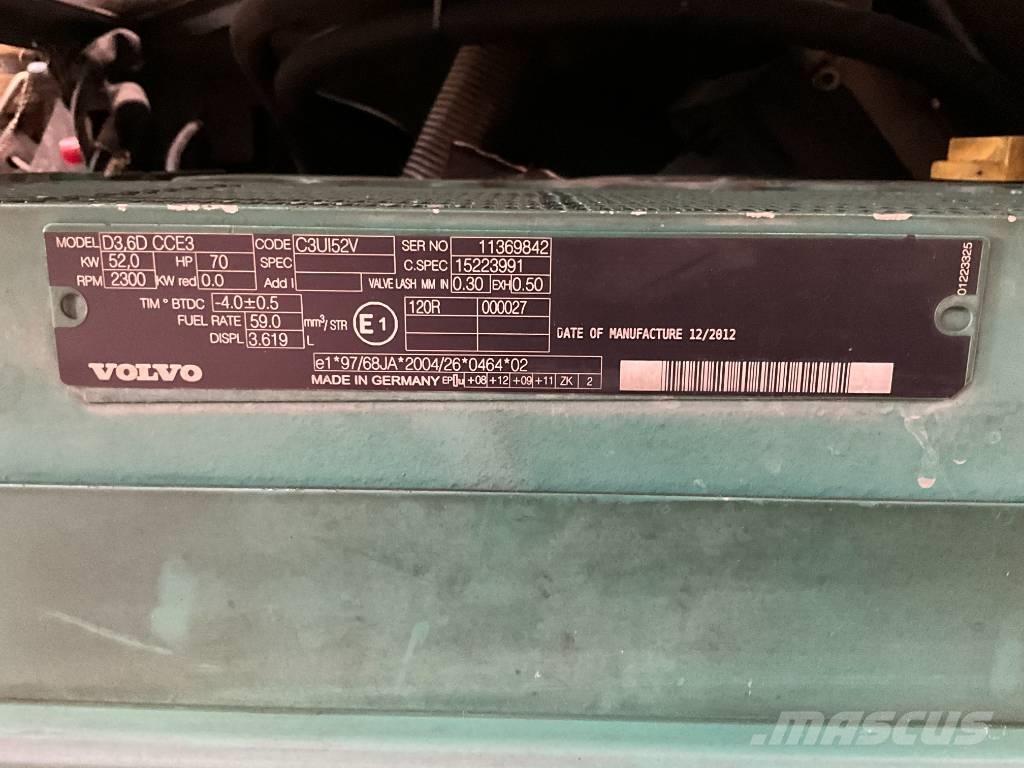 MODEL D3,6D CCE3 CODE C3UI52V SER NO 11369842
KW 52,0 HP 70 SPEC C.SPEC 15223991
RPM 2300 KW red 0.0 Add I VALVE LASH MM IN 0.30 EXH 0.50
TIM ° BTDC -4.0±0.5 E1 120R 000027
FUEL RATE 59.0 mm³/STR
DISPL 3.619 L
DATE OF MANUFACTURE 12/2012
VOLVO
e1*97/68JA*2004/26*0464*02
MADE IN GERMANY EP +08 +12 +09 +11 ZK 2
01223325
MASCUS